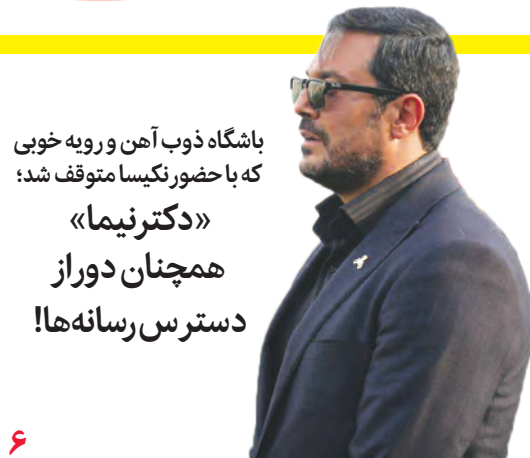 باشگاه ذوب آهن و رویه خوبی
که با حضور نکیسا متوقف شد؛
«دکتر نیما»
همچنان دور از
دسترس رسانه‌ها!
۶